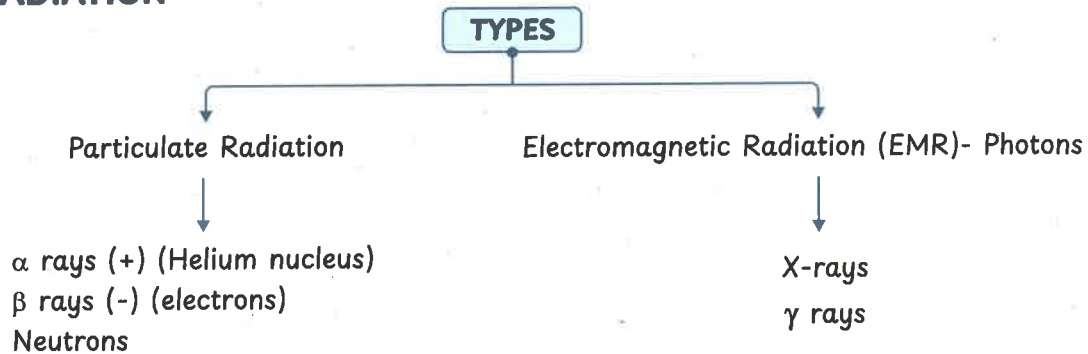 TYPES
Particulate Radiation
Electromagnetic Radiation (EMR)- Photons
α rays (+) (Helium nucleus)
β rays (-) (electrons)
Neutrons
X-rays
γ rays